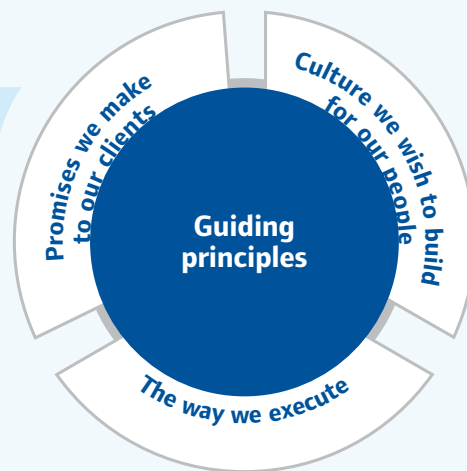 Promises we make
to our clients
Culture we wish to build
for our people
Guiding
principles
The way we execute